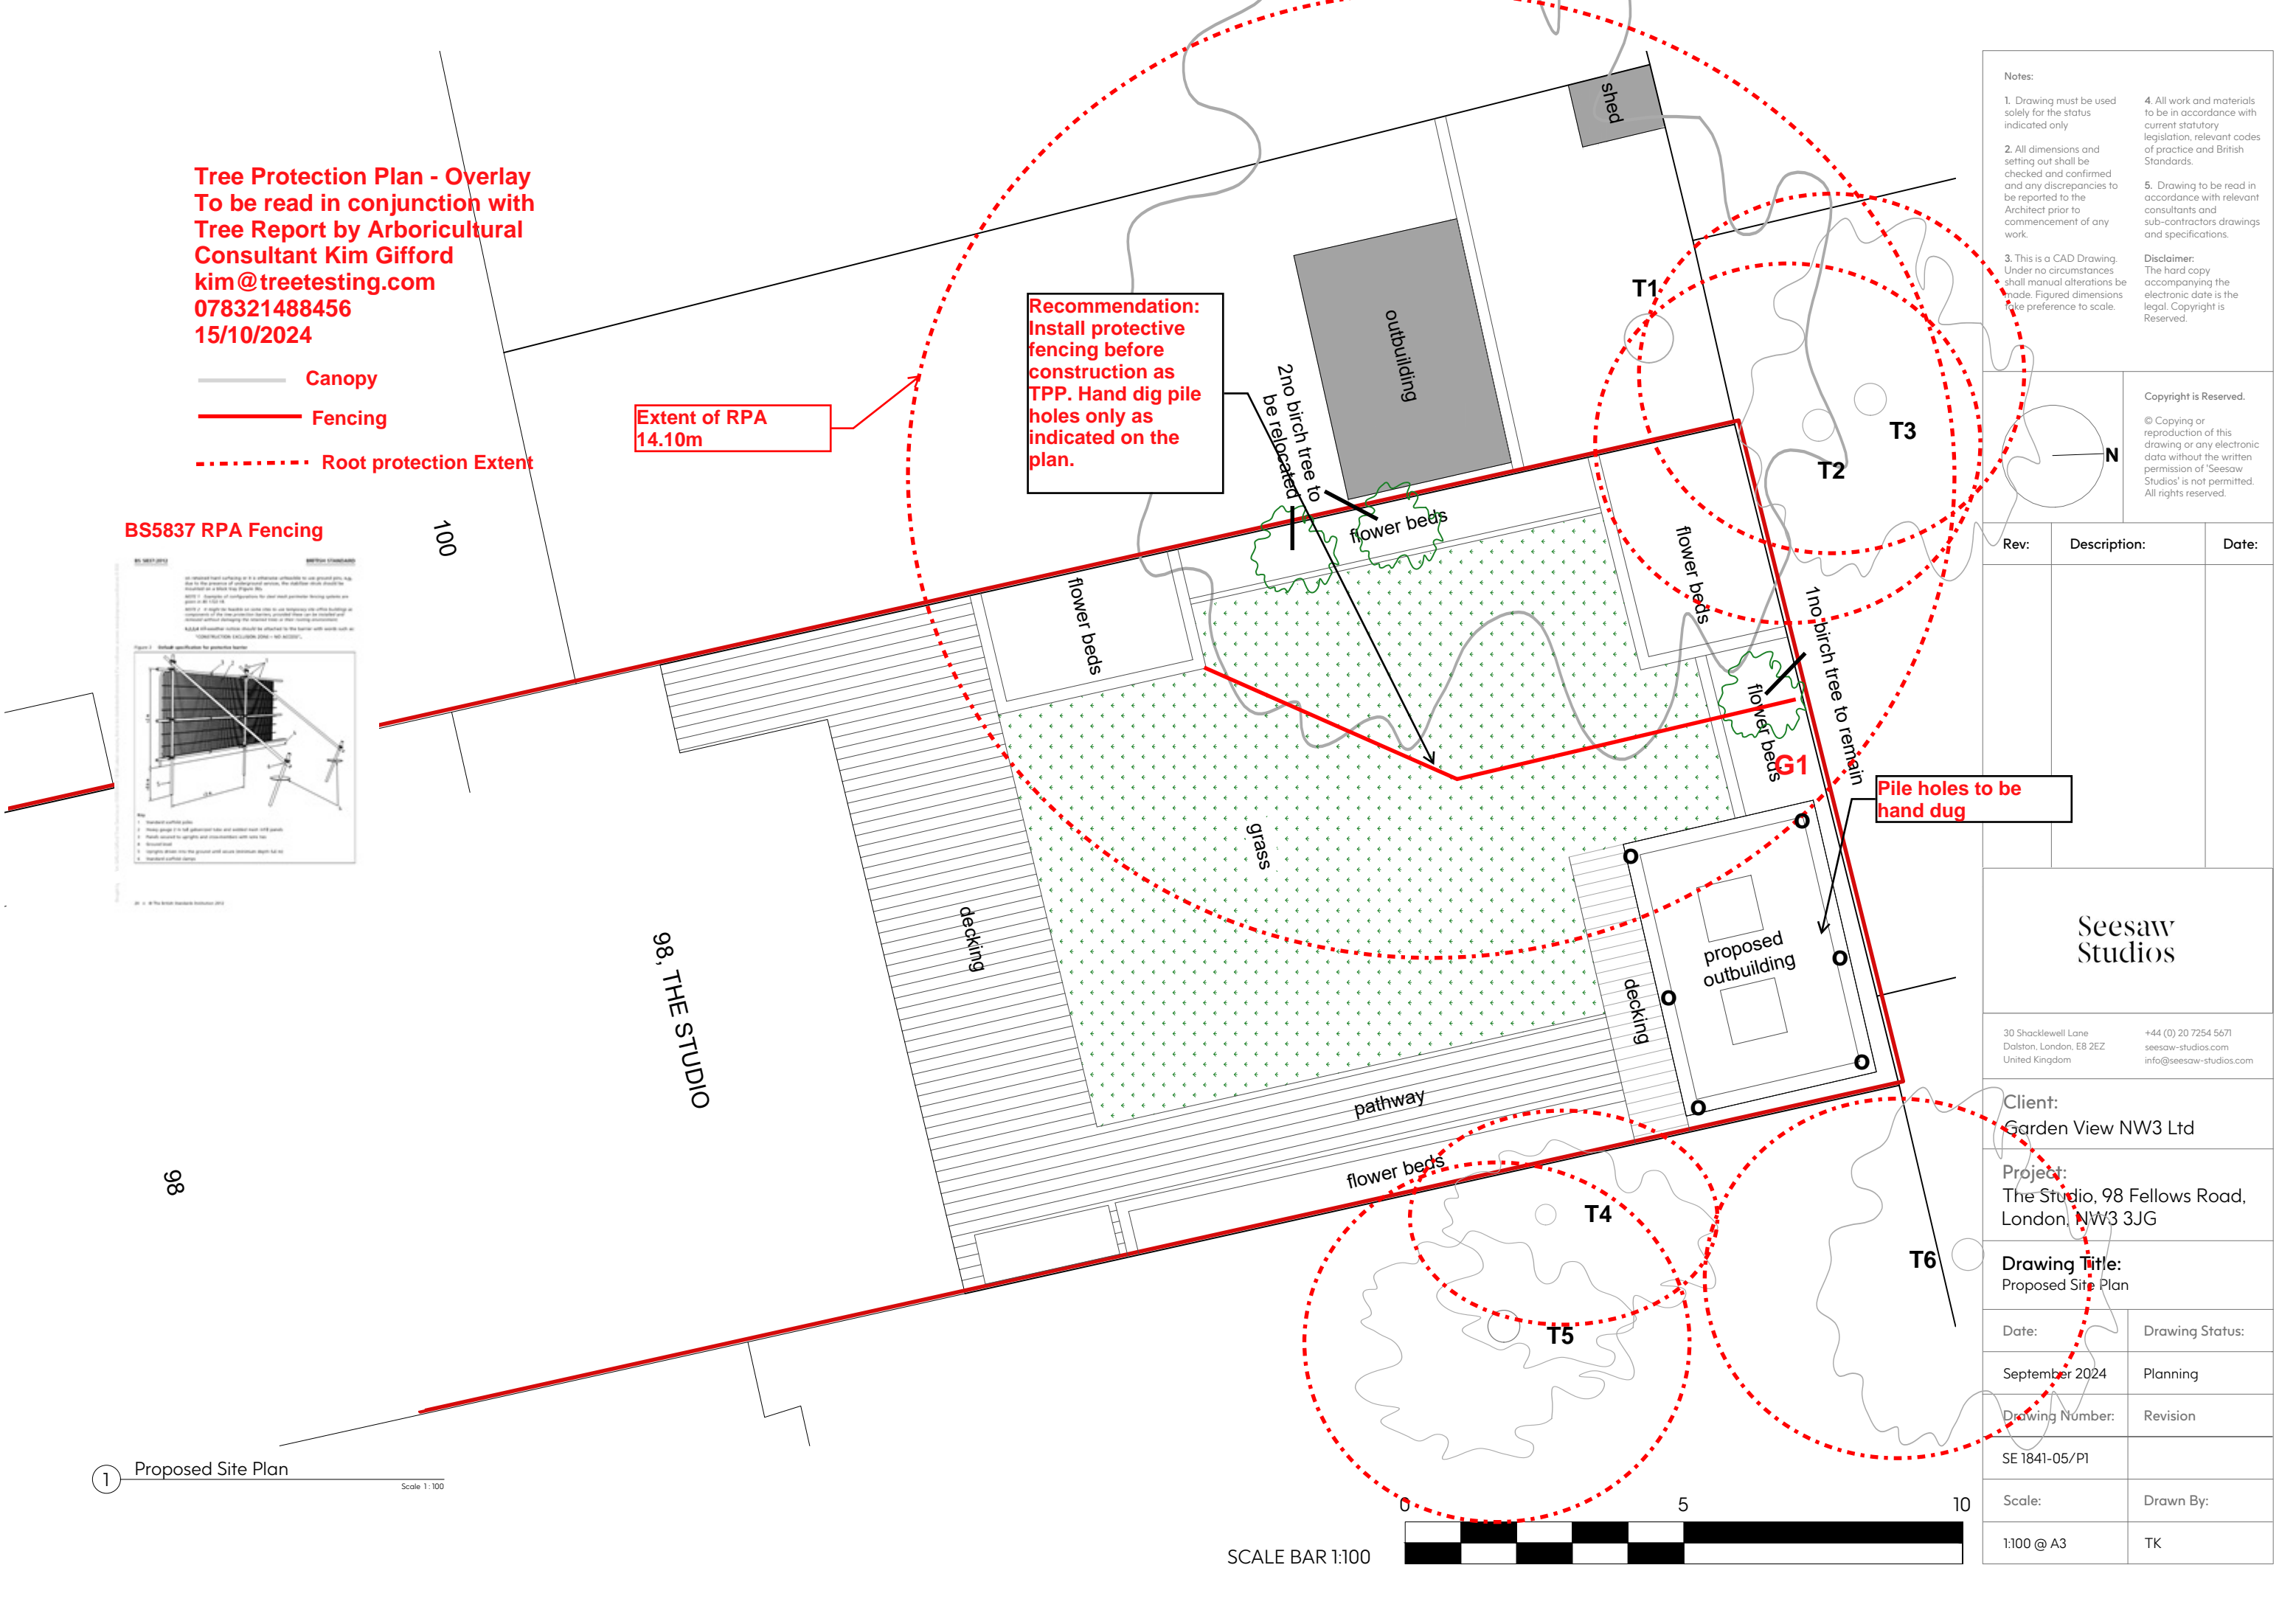 Tree Protection Plan - Overlay
To be read in conjunction with
Tree Report by Arboricultural
Consultant Kim Gifford
kim@treetesting.com
078321488456
15/10/2024
Canopy
Fencing
Root protection Extent
BS5837 RPA Fencing
BRITISH STANDARD
"CONSTRUCTION EXCLUSION ZONE – NO ACCESS".
Default specification for protective barrier
Extent of RPA
14.10m
Recommendation:
Install protective
fencing before
construction as
TPP. Hand dig pile
holes only as
indicated on the
plan.
2no birch tree to
be relocated
shed
outbuilding
T1
T2
T3
flower beds
flower beds
flower beds
flower beds
1no birch tree to remain
G1
Pile holes to be
hand dug
grass
decking
proposed
outbuilding
decking
pathway
flower beds
100
98, THE STUDIO
98
T4
T5
T6
1
Proposed Site Plan
Scale 1 : 100
SCALE BAR 1:100
0
5
10
Notes:
1. Drawing must be used
solely for the status
indicated only
2. All dimensions and
setting out shall be
checked and confirmed
and any discrepancies to
be reported to the
Architect prior to
commencement of any
work.
3. This is a CAD Drawing.
Under no circumstances
shall manual alterations be
made. Figured dimensions
take preference to scale.
4. All work and materials
to be in accordance with
current statutory
legislation, relevant codes
of practice and British
Standards.
5. Drawing to be read in
accordance with relevant
consultants and
sub-contractors drawings
and specifications.
Disclaimer:
The hard copy
accompanying the
electronic date is the
legal. Copyright is
Reserved.
N
Copyright is Reserved.
© Copying or
reproduction of this
drawing or any electronic
data without the written
permission of 'Seesaw
Studios' is not permitted.
All rights reserved.
Rev:
Description:
Date:
Seesaw
Studios
30 Shacklewell Lane
Dalston, London, E8 2EZ
United Kingdom
+44 (0) 20 7254 5671
seesaw-studios.com
info@seesaw-studios.com
Client:
Garden View NW3 Ltd
Project:
The Studio, 98 Fellows Road,
London, NW3 3JG
Drawing Title:
Proposed Site Plan
Date:
Drawing Status:
September 2024
Planning
Drawing Number:
Revision
SE 1841-05/P1
Scale:
Drawn By:
1:100 @ A3
TK